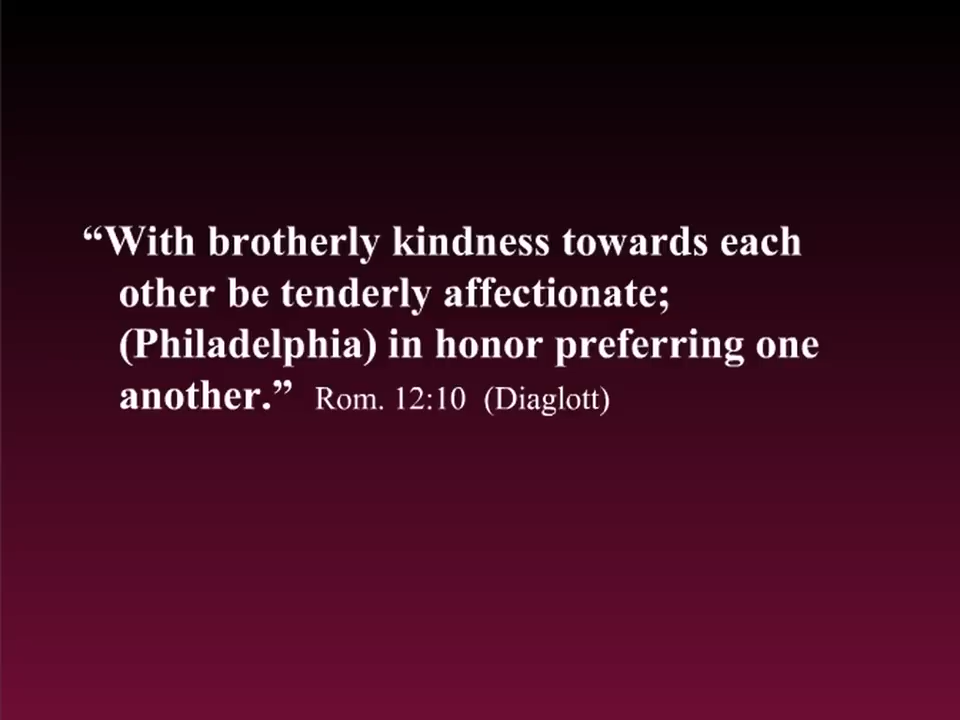 “With brotherly kindness towards each
other be tenderly affectionate;
(Philadelphia) in honor preferring one
another.” Rom. 12:10 (Diaglott)